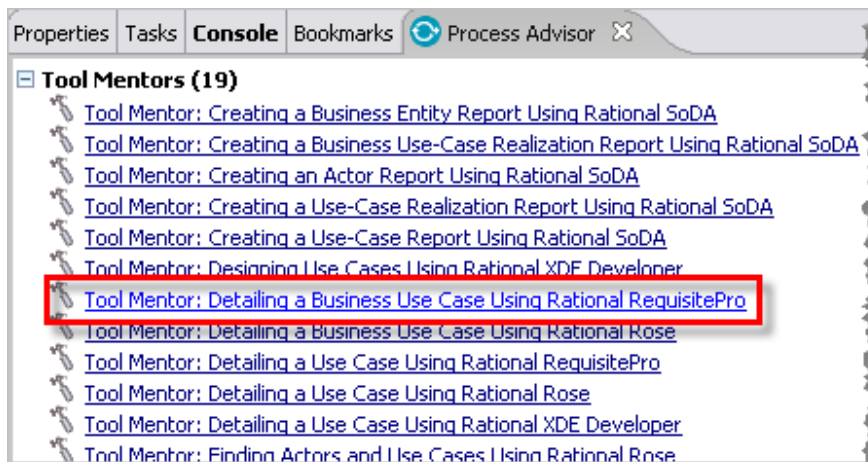 Properties Tasks Console Bookmarks Process Advisor
Tool Mentors (19)
Tool Mentor: Creating a Business Entity Report Using Rational SoDA
Tool Mentor: Creating a Business Use-Case Realization Report Using Rational SoDA
Tool Mentor: Creating an Actor Report Using Rational SoDA
Tool Mentor: Creating a Use-Case Realization Report Using Rational SoDA
Tool Mentor: Creating a Use-Case Report Using Rational SoDA
Tool Mentor: Designing Use Cases Using Rational XDE Developer
Tool Mentor: Detailing a Business Use Case Using Rational RequisitePro
Tool Mentor: Detailing a Business Use Case Using Rational Rose
Tool Mentor: Detailing a Use Case Using Rational RequisitePro
Tool Mentor: Detailing a Use Case Using Rational Rose
Tool Mentor: Detailing a Use Case Using Rational XDE Developer
Tool Mentor: Finding Actors and Use Cases Using Rational Rose